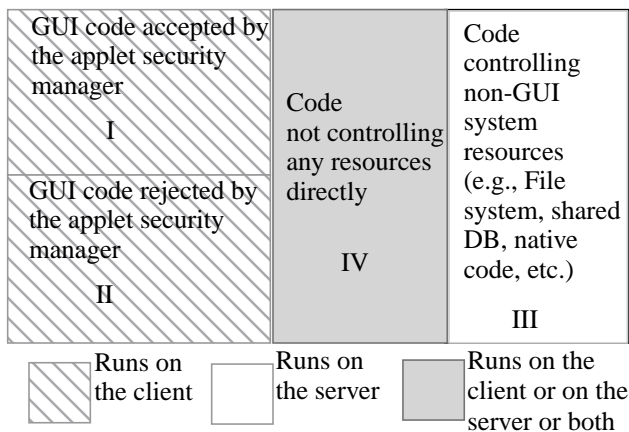 GUI code accepted by
the applet security
manager
I
GUI code rejected by
the applet security
manager
II
Code
not controlling
any resources
directly
IV
Code
controlling
non-GUI
system
resources
(e.g., File
system, shared
DB, native
code, etc.)
III
Runs on
the client
Runs on
the server
Runs on the
client or on the
server or both